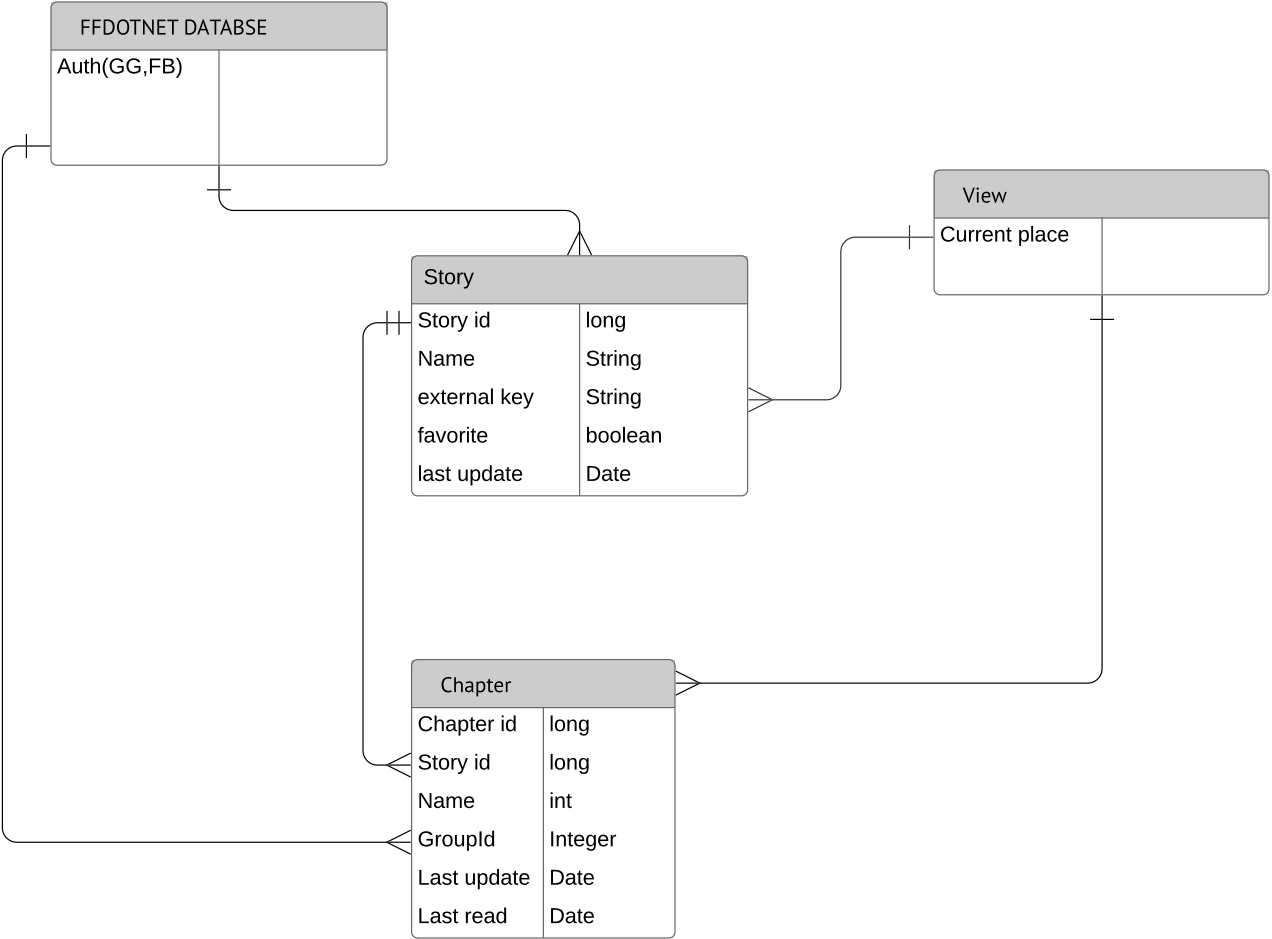 FFDOTNET DATABSE
Auth(GG,FB)
View
Current place
Story
Story id long
Name String
external key String
favorite boolean
last update Date
Chapter
Chapter id long
Story id long
Name int
GroupId Integer
Last update Date
Last read Date